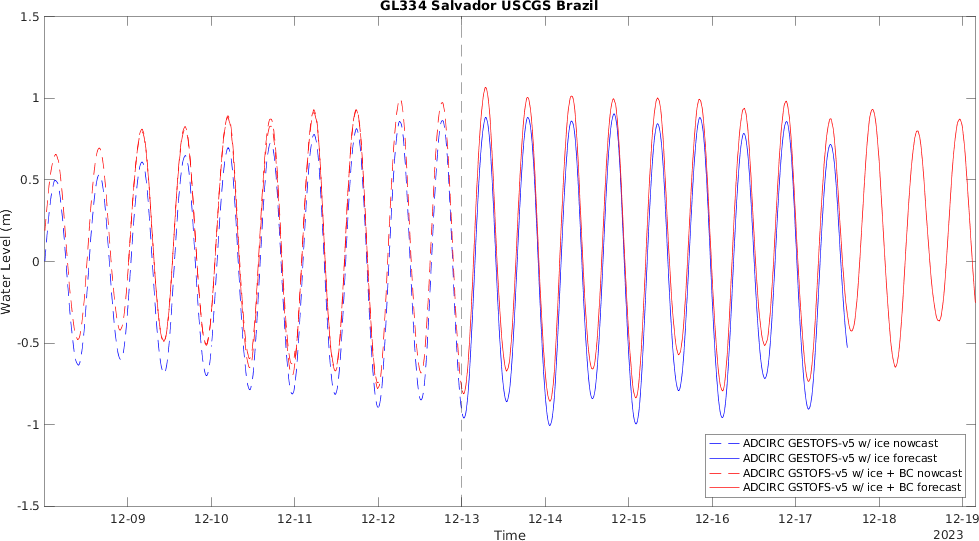 GL334 Salvador USCGS Brazil
1.5
1
0.5
0
-0.5
-1
-1.5
Water Level (m)
12-09
12-10
12-11
12-12
12-13
12-14
12-15
12-16
12-17
12-18
12-19
Time
2023
ADCIRC GESTOFS-v5 w/ ice nowcast
ADCIRC GESTOFS-v5 w/ ice forecast
ADCIRC GSTOFS-v5 w/ ice + BC nowcast
ADCIRC GSTOFS-v5 w/ ice + BC forecast